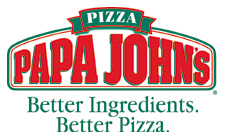 PIZZA
PAPA JOHN'S®
Better Ingredients.
Better Pizza.